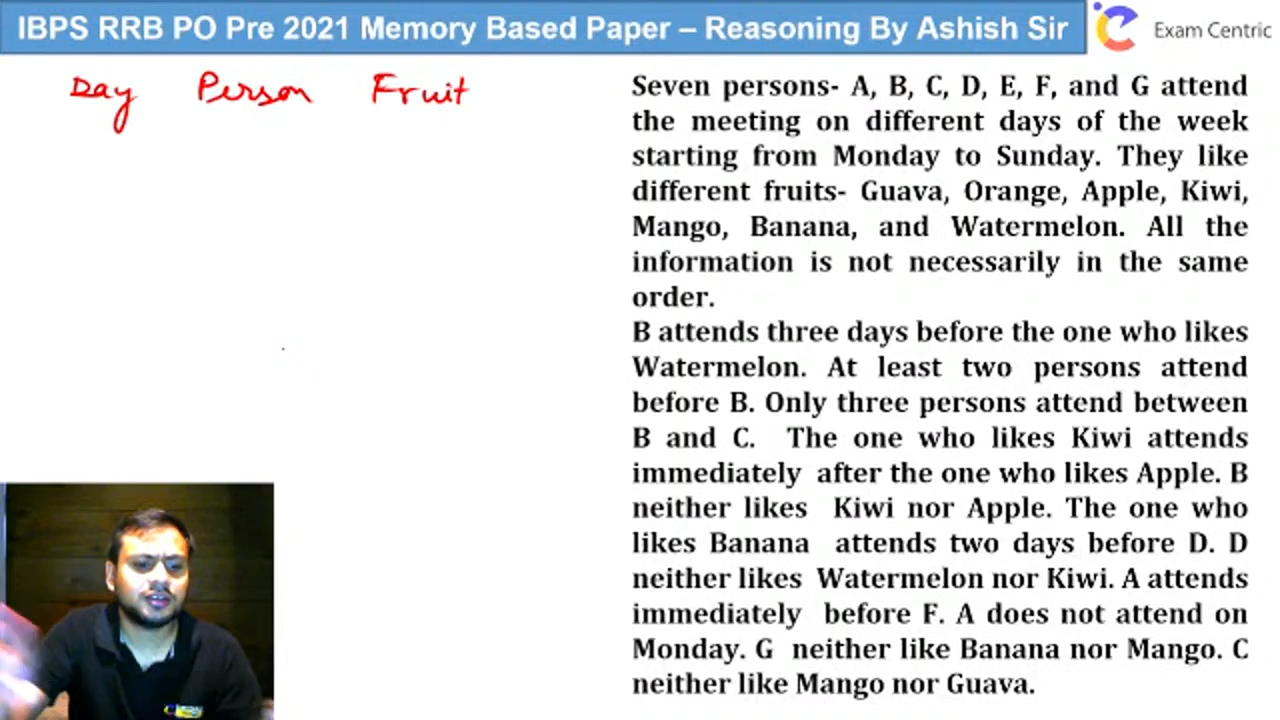 IBPS RRB PO Pre 2021 Memory Based Paper – Reasoning By Ashish Sir
Exam Centric
Day Person Fruit
Seven persons- A, B, C, D, E, F, and G attend
the meeting on different days of the week
starting from Monday to Sunday. They like
different fruits- Guava, Orange, Apple, Kiwi,
Mango, Banana, and Watermelon. All the
information is not necessarily in the same
order.
B attends three days before the one who likes
Watermelon. At least two persons attend
before B. Only three persons attend between
B and C. The one who likes Kiwi attends
immediately after the one who likes Apple. B
neither likes Kiwi nor Apple. The one who
likes Banana attends two days before D. D
neither likes Watermelon nor Kiwi. A attends
immediately before F. A does not attend on
Monday. G neither like Banana nor Mango. C
neither like Mango nor Guava.